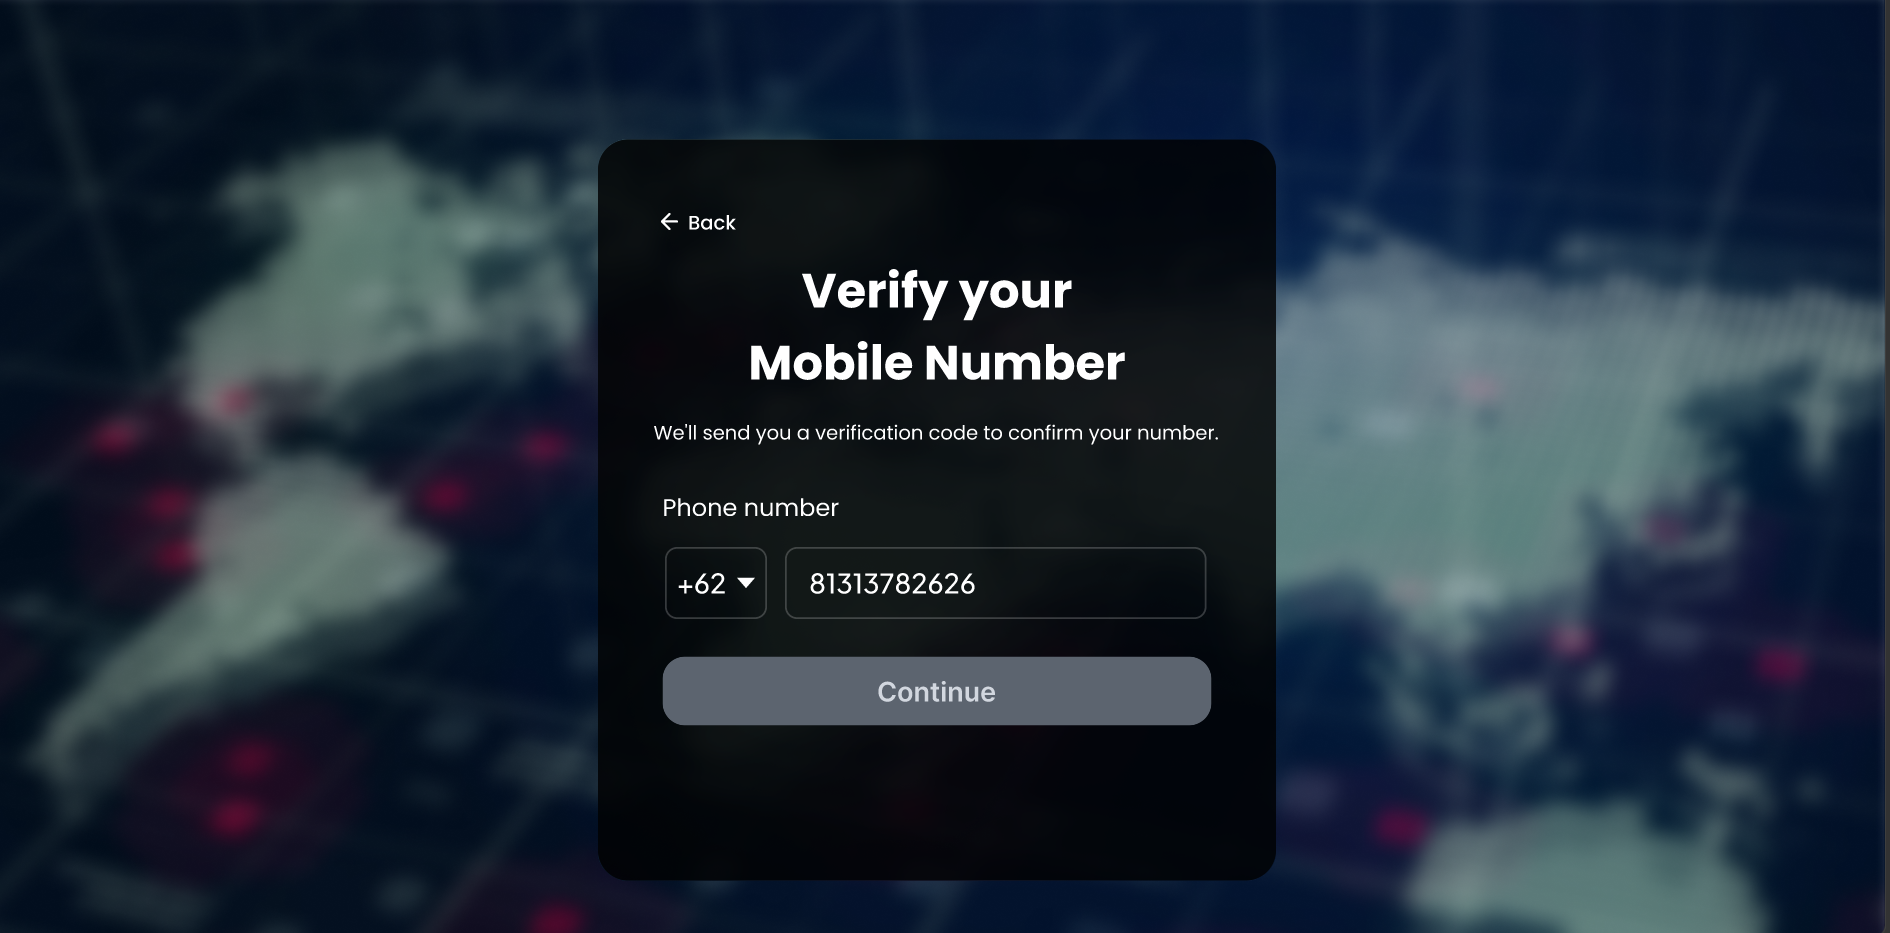 Back
Verify your
Mobile Number
We'll send you a verification code to confirm your number.
Phone number
+62 81313782626
Continue